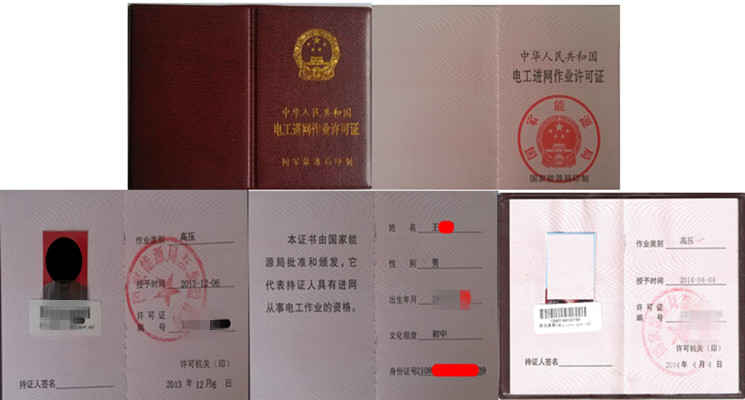 中华人民共和国
电工进网作业许可证
国家能源局印制
中华人民共和国
电工进网作业许可证
国家能源局
国家能源局印制
作业类别 高压
授予时间 2013-12-06
许可证
编号
许可机关(印)
持证人签名
2013 年 12月6 日
本证书由国家能
源局批准和颁发，它
代表持证人具有进网
从事电工作业的资格。
姓名 王
性别 男
出生年月
文化程度 初中
身份证号 2108 09
作业类别 高压
授予时间 2014-04-04
许可证
编号
许可机关(印)
持证人签名
2014 年 4 月 4 日